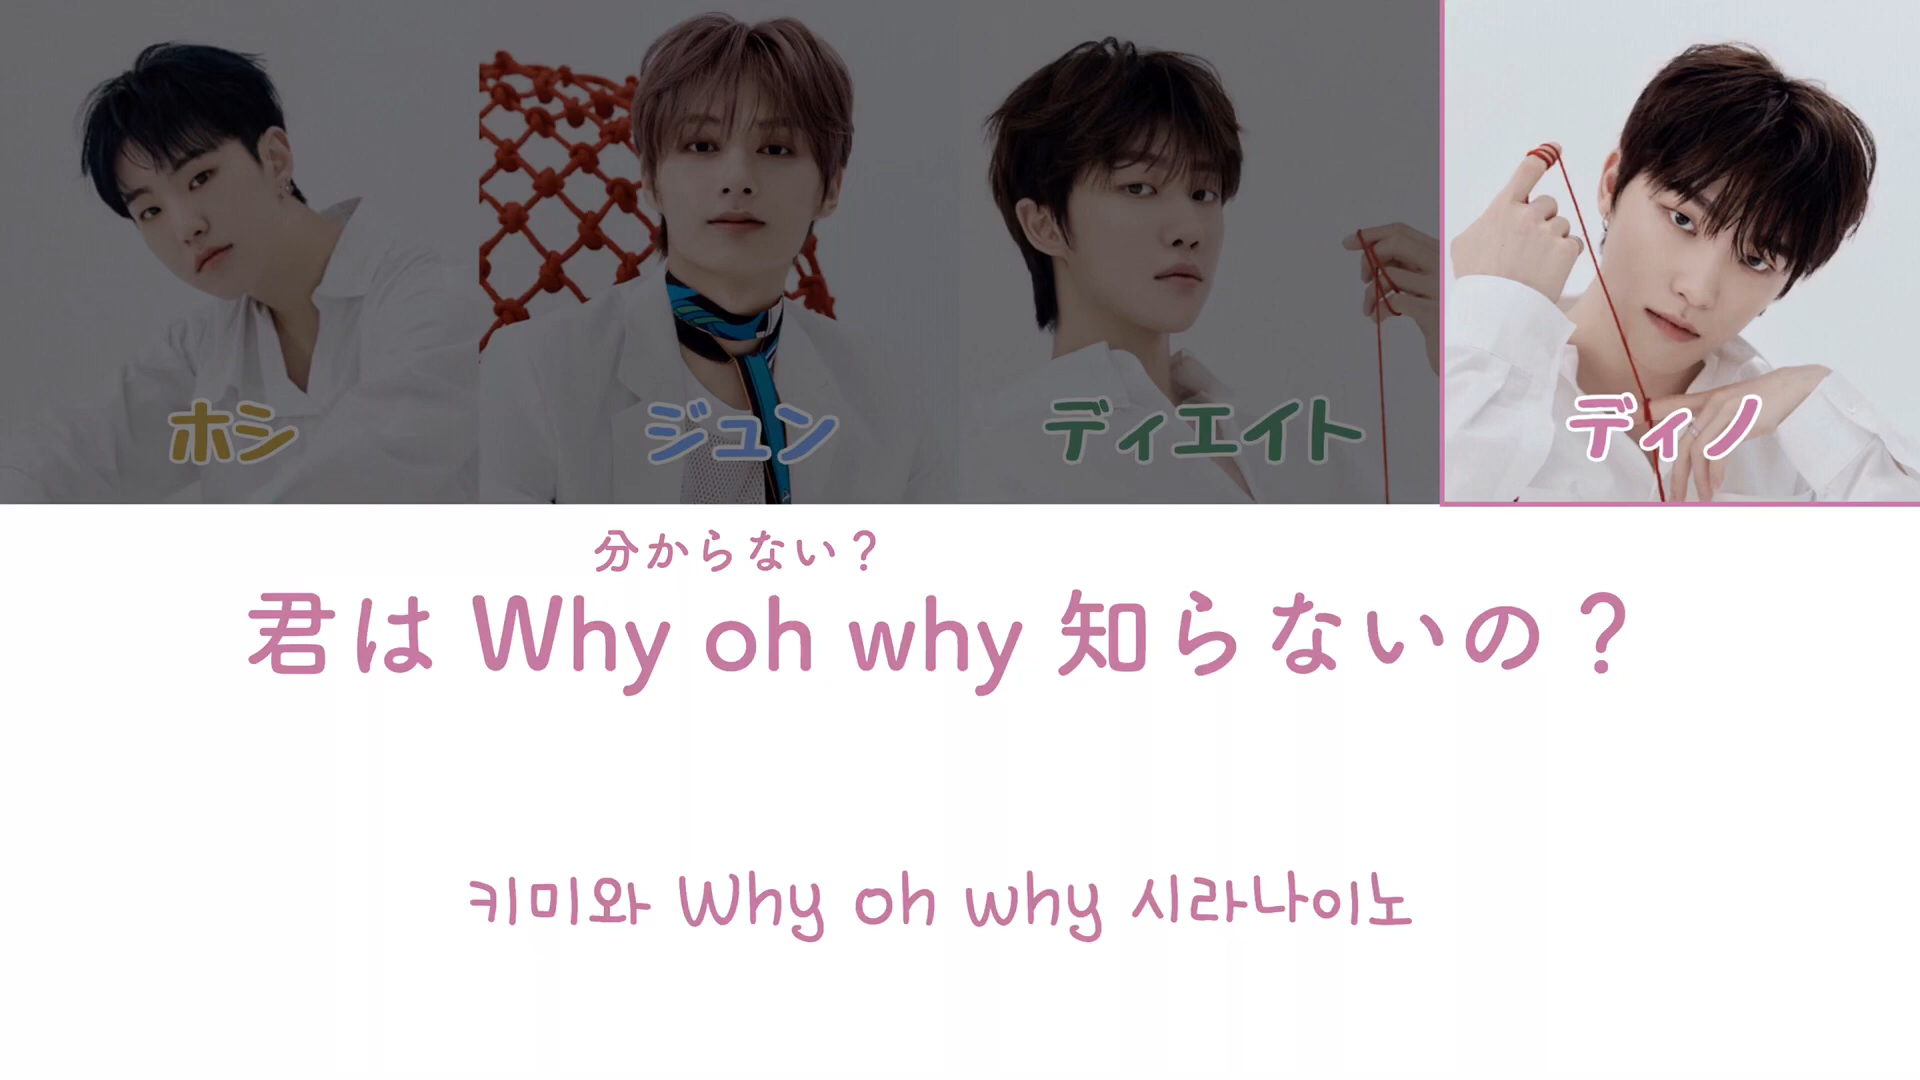 ホシ
ジュン
ディエイト
ディノ
分からない？
君は Why oh why 知らないの？
키미와 Why oh why 시라나이노